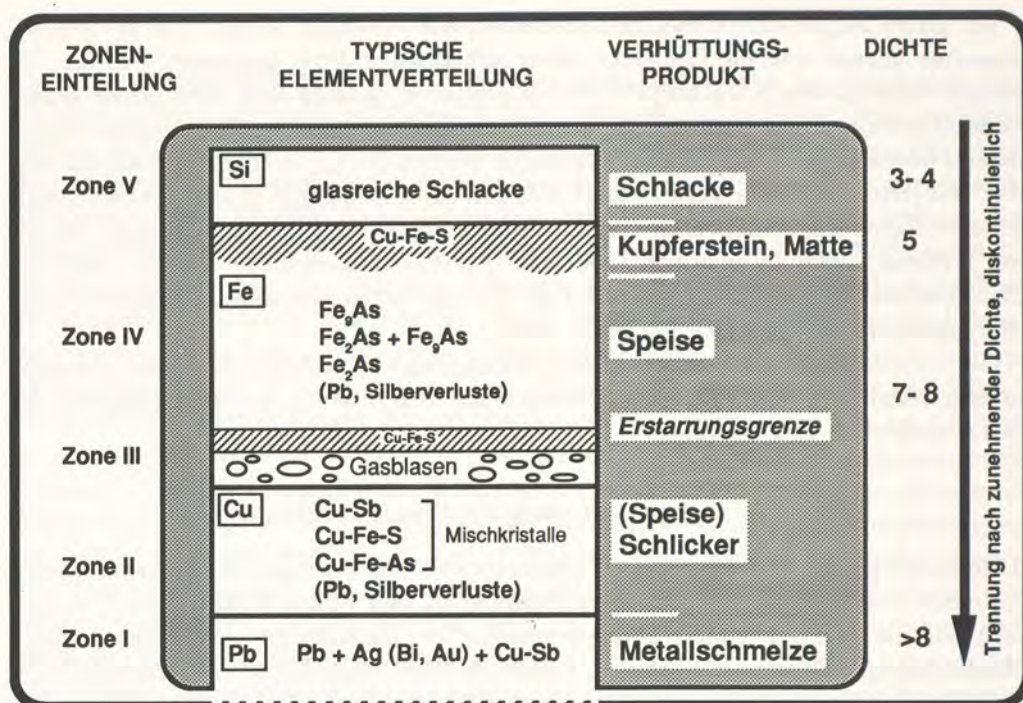 ZONEN-
EINTEILUNG
TYPISCHE
ELEMENTVERTEILUNG
VERHÜTTUNGS-
PRODUKT
DICHTE
Zone V
Si
glasreiche Schlacke
Schlacke
3-4
Cu-Fe-S
Kupferstein, Matte
5
Fe
Zone IV
Fe₉As
Fe₂As + Fe₉As
Fe₂As
(Pb, Silberverluste)
Speise
7-8
Cu-Fe-S
Erstarrungsgrenze
Zone III
Gasblasen
Cu
Cu-Sb
Cu-Fe-S
Cu-Fe-As
Mischkristalle
(Pb, Silberverluste)
(Speise)
Schlicker
Zone II
Zone I
Pb
Pb + Ag (Bi, Au) + Cu-Sb
Metallschmelze
>8
Trennung nach zunehmender Dichte, diskontinuierlich